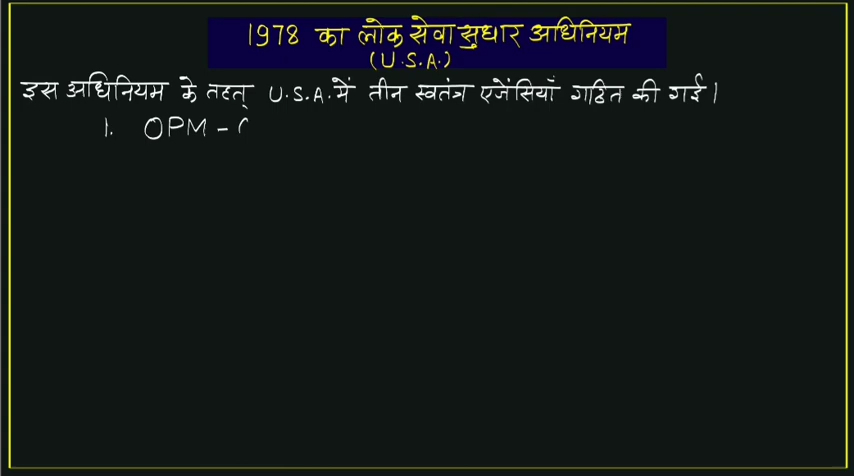 1978 का लोक सेवा सुधार अधिनियम
(U.S.A.)
इस अधिनियम के तहत् U.S.A. में तीन स्वतंत्र एजेंसियाँ गठित की गई।
1. OPM - (